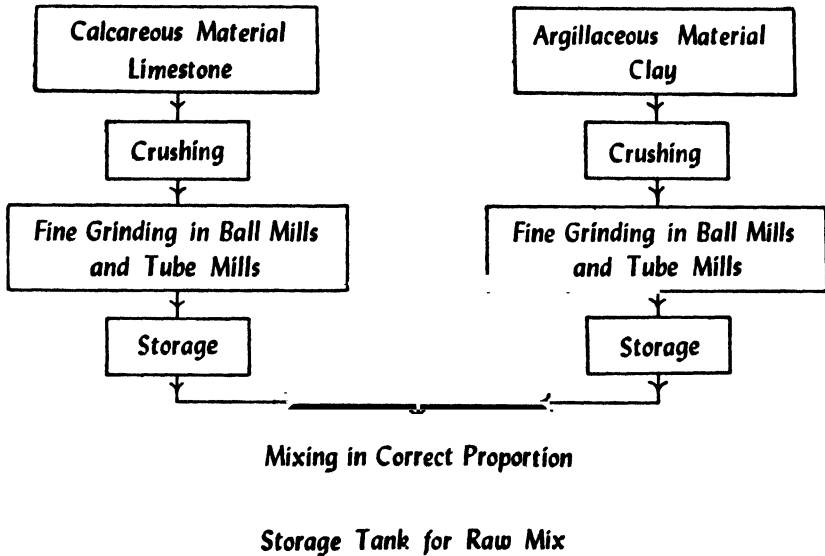 Calcareous Material
Limestone
Crushing
Fine Grinding in Ball Mills
and Tube Mills
Storage
Argillaceous Material
Clay
Crushing
Fine Grinding in Ball Mills
and Tube Mills
Storage
Mixing in Correct Proportion
Storage Tank for Raw Mix